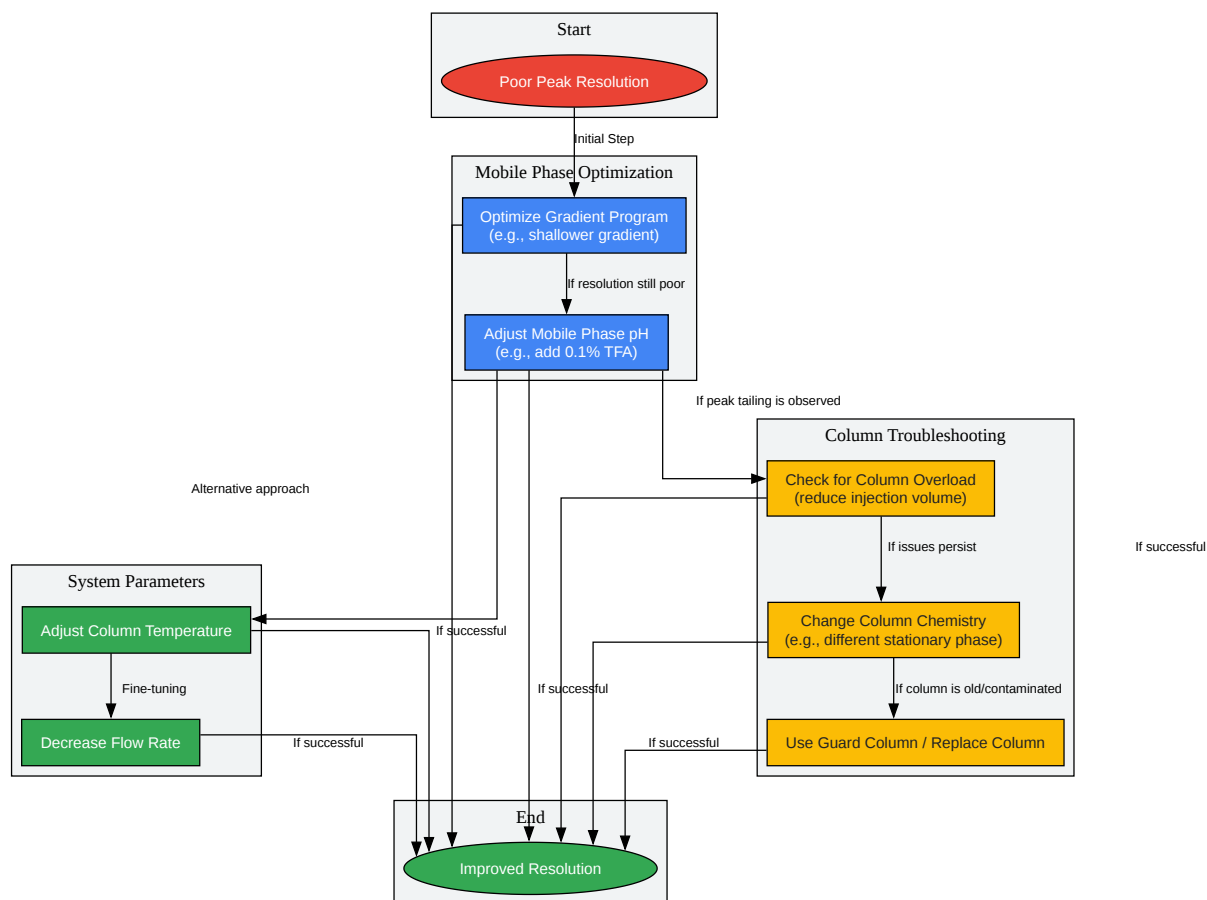 Start
Poor Peak Resolution
Initial Step
Mobile Phase Optimization
Optimize Gradient Program
(e.g., shallower gradient)
If resolution still poor
Adjust Mobile Phase pH
(e.g., add 0.1% TFA)
If peak tailing is observed
Column Troubleshooting
Check for Column Overload
(reduce injection volume)
Alternative approach
If issues persist
If successful
System Parameters
Adjust Column Temperature
If successful
Change Column Chemistry
(e.g., different stationary phase)
Fine-tuning
If successful
If column is old/contaminated
Decrease Flow Rate
If successful
If successful
Use Guard Column / Replace Column
End
Improved Resolution